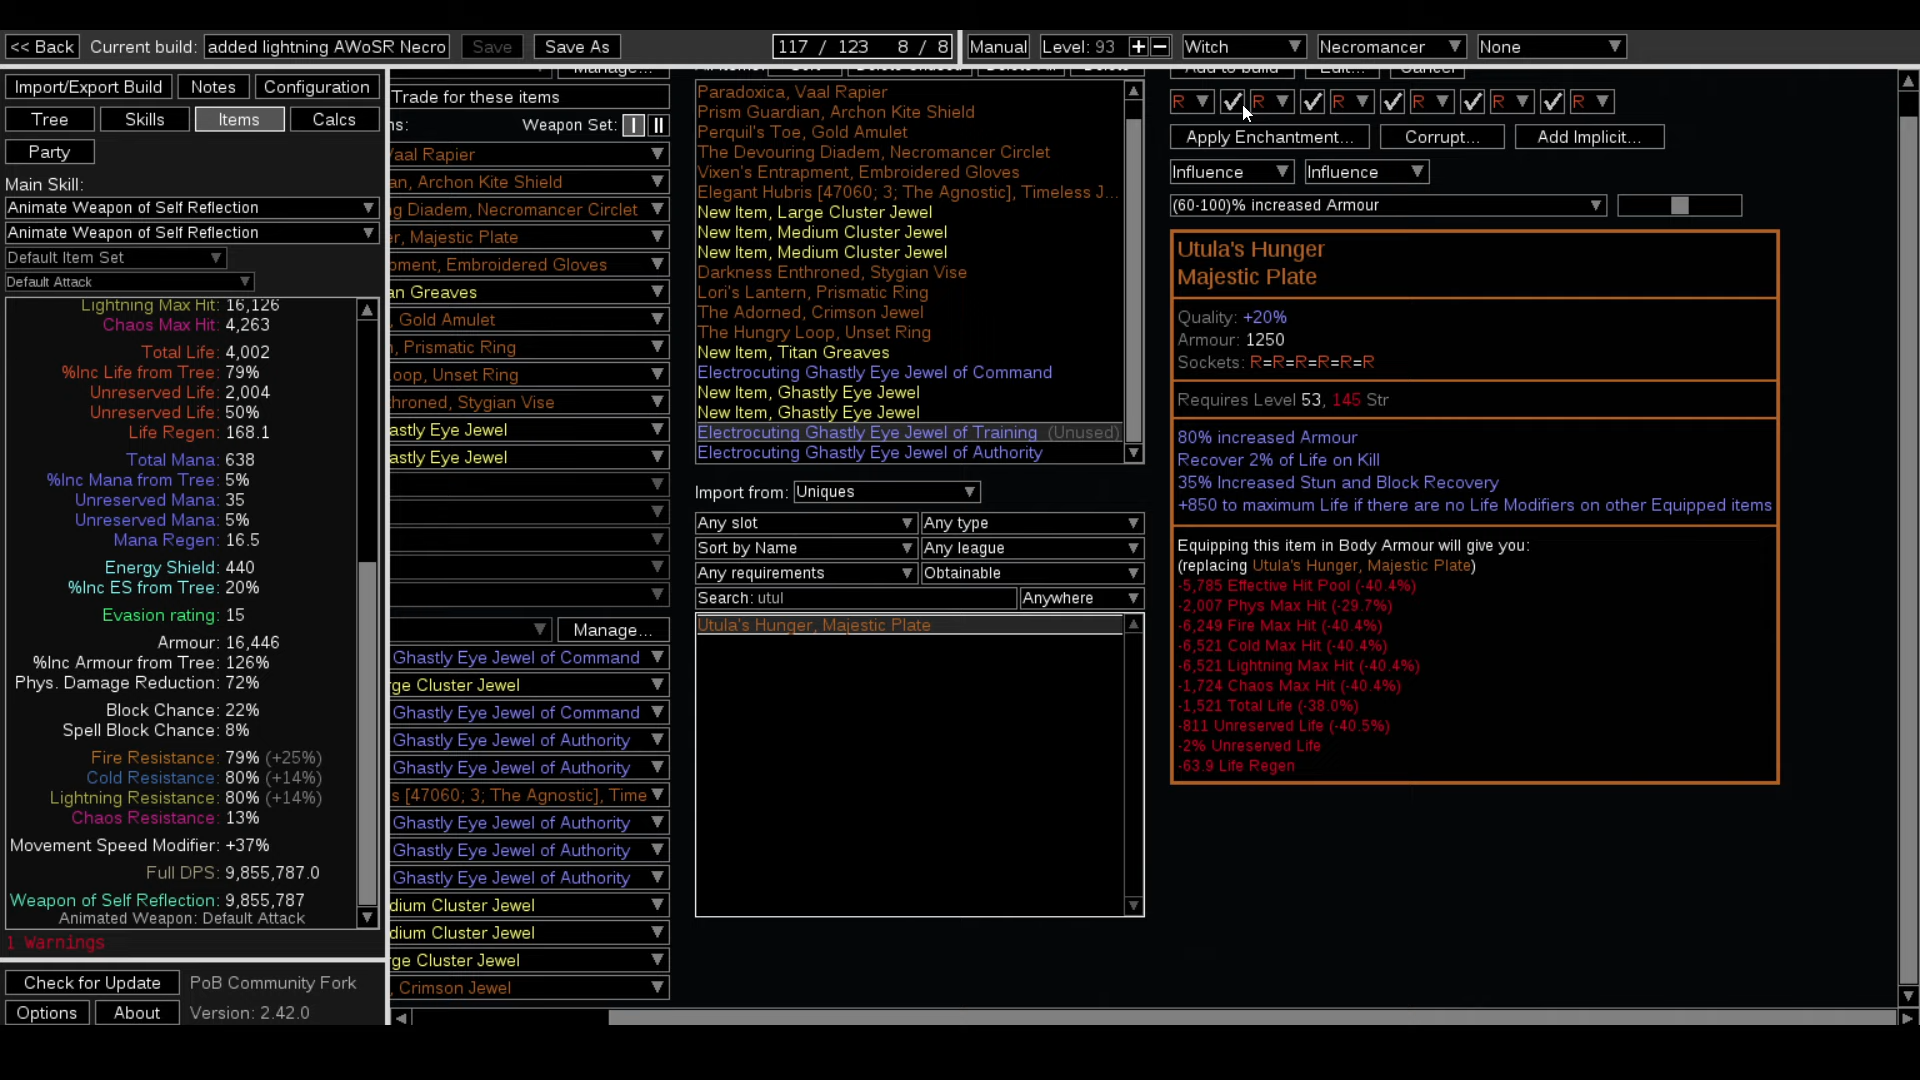 << Back
Current build:
added lightning AWoSR Necro
Save
Save As
117 / 123 8 / 8
Manual
Level: 93
+
Witch
Necromancer
None
Import/Export Build
Notes
Configuration
Tree
Skills
Items
Calcs
Party
Main Skill:
Animate Weapon of Self Reflection
Animate Weapon of Self Reflection
Default Item Set
Default Attack
Lightning Max Hit: 16,126
Chaos Max Hit: 4,263
Total Life: 4,002
%Inc Life from Tree: 79%
Unreserved Life: 2,004
Unreserved Life: 50%
Life Regen: 168.1
Total Mana: 638
%Inc Mana from Tree: 5%
Unreserved Mana: 35
Unreserved Mana: 5%
Mana Regen: 16.5
Energy Shield: 440
%Inc ES from Tree: 20%
Evasion rating: 15
Armour: 16,446
%Inc Armour from Tree: 126%
Phys. Damage Reduction: 72%
Block Chance: 22%
Spell Block Chance: 8%
Fire Resistance: 79% (+25%)
Cold Resistance: 80% (+14%)
Lightning Resistance: 80% (+14%)
Chaos Resistance: 13%
Movement Speed Modifier: +37%
Full DPS: 9,855,787.0
Weapon of Self Reflection: 9,855,787
Animated Weapon: Default Attack
1 Warnings
Check for Update
PoB Community Fork
Options
About
Version: 2.42.0
Manage...
Trade for these items
ns:
Weapon Set:
I
II
Vaal Rapier
an, Archon Kite Shield
ng Diadem, Necromancer Circlet
er, Majestic Plate
pment, Embroidered Gloves
an Greaves
, Gold Amulet
n, Prismatic Ring
oop, Unset Ring
hroned, Stygian Vise
astly Eye Jewel
astly Eye Jewel
Manage...
Ghastly Eye Jewel of Command
ge Cluster Jewel
Ghastly Eye Jewel of Command
Ghastly Eye Jewel of Authority
Ghastly Eye Jewel of Authority
s [47060; 3; The Agnostic], Time
Ghastly Eye Jewel of Authority
Ghastly Eye Jewel of Authority
Ghastly Eye Jewel of Authority
dium Cluster Jewel
dium Cluster Jewel
ge Cluster Jewel
, Crimson Jewel
Paradoxica, Vaal Rapier
Prism Guardian, Archon Kite Shield
Perquil's Toe, Gold Amulet
The Devouring Diadem, Necromancer Circlet
Vixen's Entrapment, Embroidered Gloves
Elegant Hubris [47060; 3; The Agnostic], Timeless J...
New Item, Large Cluster Jewel
New Item, Medium Cluster Jewel
New Item, Medium Cluster Jewel
Darkness Enthroned, Stygian Vise
Lori's Lantern, Prismatic Ring
The Adorned, Crimson Jewel
The Hungry Loop, Unset Ring
New Item, Titan Greaves
Electrocuting Ghastly Eye Jewel of Command
New Item, Ghastly Eye Jewel
New Item, Ghastly Eye Jewel
Electrocuting Ghastly Eye Jewel of Training (Unused)
Electrocuting Ghastly Eye Jewel of Authority
Import from:
Uniques
Any slot
Any type
Sort by Name
Any league
Any requirements
Obtainable
Search: utul
Anywhere
Utula's Hunger, Majestic Plate
Add to build
Edit...
Cancel
R R R R R R
Apply Enchantment...
Corrupt...
Add Implicit...
Influence
Influence
(60-100)% increased Armour
Utula's Hunger
Majestic Plate
Quality: +20%
Armour: 1250
Sockets: R=R=R=R=R=R
Requires Level 53, 145 Str
80% increased Armour
Recover 2% of Life on Kill
35% Increased Stun and Block Recovery
+850 to maximum Life if there are no Life Modifiers on other Equipped items
Equipping this item in Body Armour will give you:
(replacing Utula's Hunger, Majestic Plate)
-5,785 Effective Hit Pool (-40.4%)
-2,007 Phys Max Hit (-29.7%)
-6,249 Fire Max Hit (-40.4%)
-6,521 Cold Max Hit (-40.4%)
-6,521 Lightning Max Hit (-40.4%)
-1,724 Chaos Max Hit (-40.4%)
-1,521 Total Life (-38.0%)
-811 Unreserved Life (-40.5%)
-2% Unreserved Life
-63.9 Life Regen